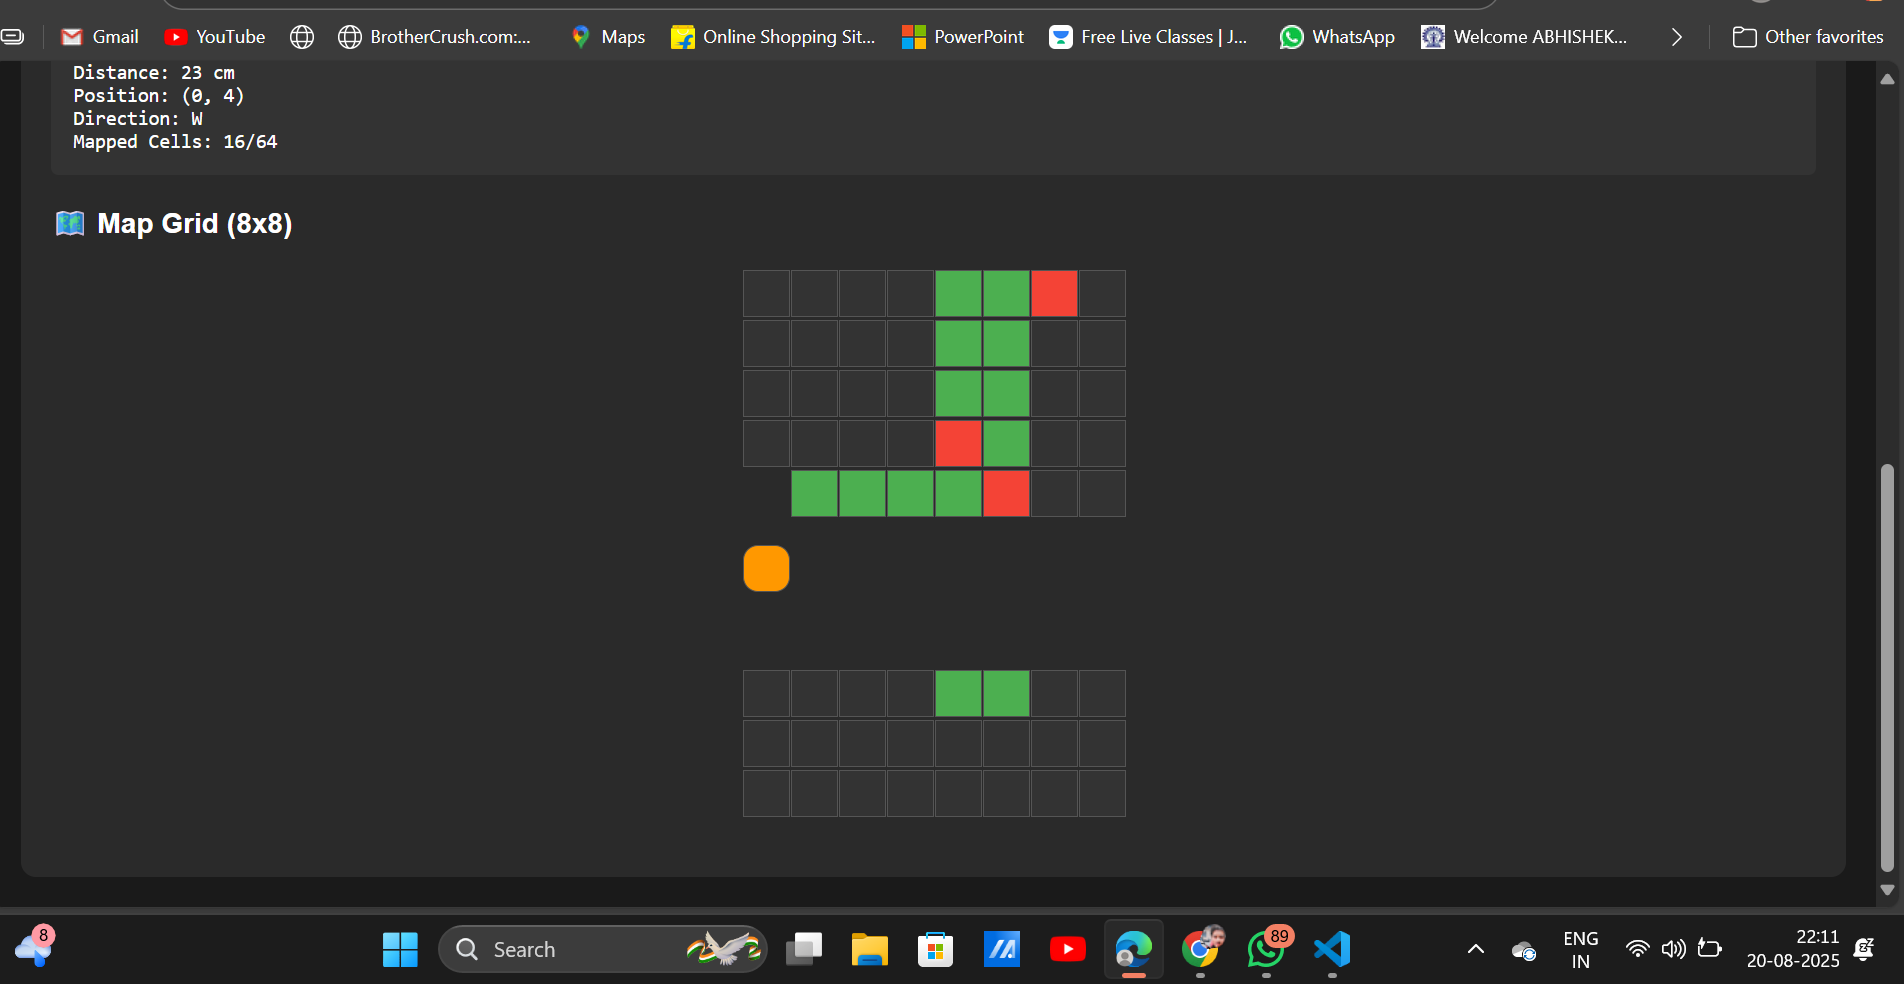 Gmail
YouTube
BrotherCrush.com:...
Maps
Online Shopping Sit...
PowerPoint
Free Live Classes | J...
WhatsApp
Welcome ABHISHEK...
Other favorites
Distance: 23 cm
Position: (0, 4)
Direction: W
Mapped Cells: 16/64
Map Grid (8x8)
8
Search
89
ENG
IN
22:11
20-08-2025